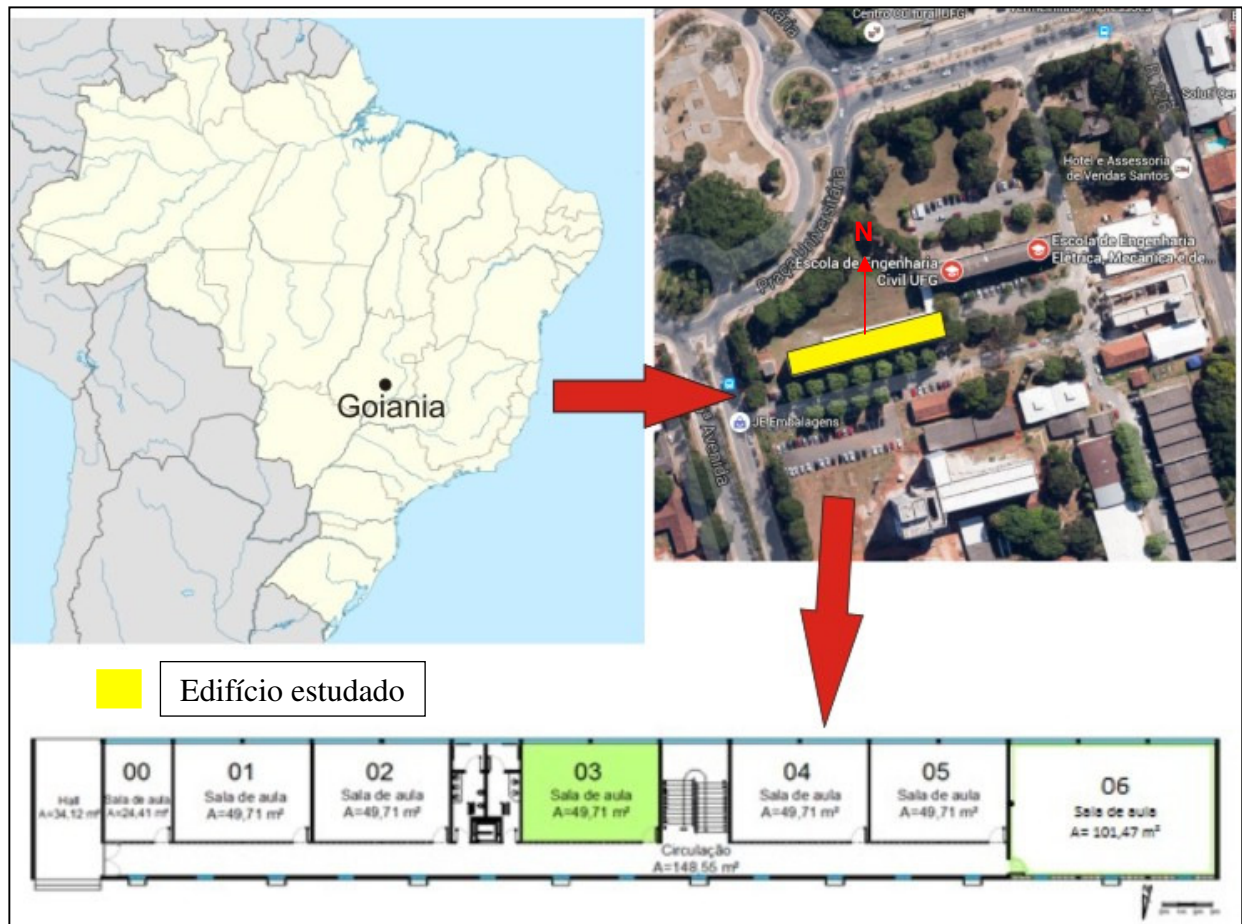 Goiania
Centro Cultural UFG
Soluti Cer
Hotel e Assessoria
de Vendas Santos
Praça Universitária
N
Escola de Engenharia
Civil UFG
Escola de Engenharia
Elétrica, Mecânica e de...
JE Embalagens
Avenida
Edifício estudado
Hall
A=34,12 m²
00
Sala de aula
A=24,41 m²
01
Sala de aula
A=49,71 m²
02
Sala de aula
A=49,71 m²
03
Sala de aula
A=49,71 m²
04
Sala de aula
A=49,71 m²
05
Sala de aula
A=49,71 m²
06
Sala de aula
A= 101,47 m²
Circulação
A=148,55 m²